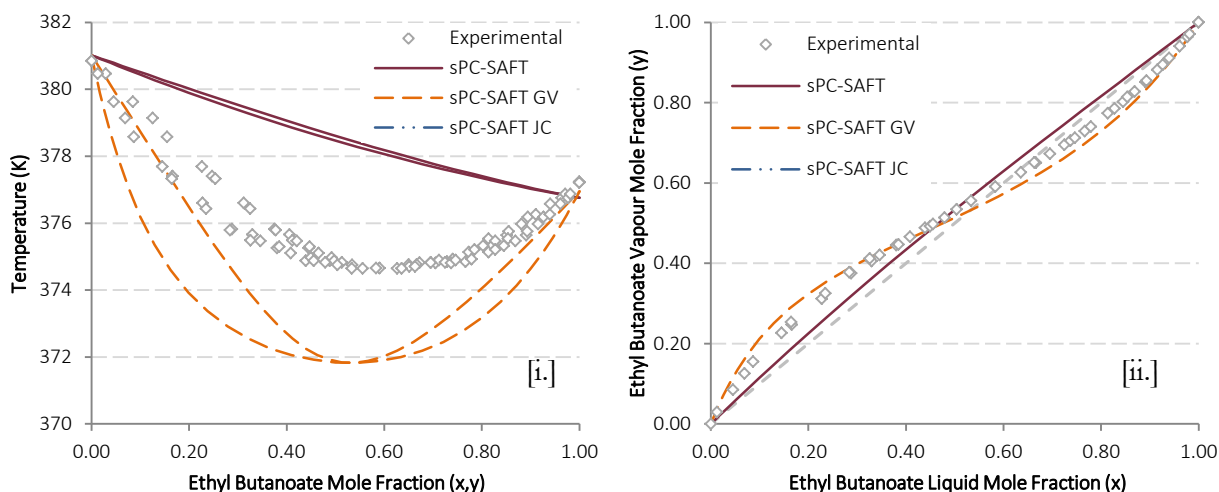 382
380
378
376
374
372
370
0.00 0.20 0.40 0.60 0.80 1.00
Temperature (K)
Ethyl Butanoate Mole Fraction (x,y)
Experimental
sPC-SAFT
sPC-SAFT GV
sPC-SAFT JC
[i.]
1.00
0.80
0.60
0.40
0.20
0.00
0.00 0.20 0.40 0.60 0.80 1.00
Ethyl Butanoate Vapour Mole Fraction (y)
Ethyl Butanoate Liquid Mole Fraction (x)
Experimental
sPC-SAFT
sPC-SAFT GV
sPC-SAFT JC
[ii.]